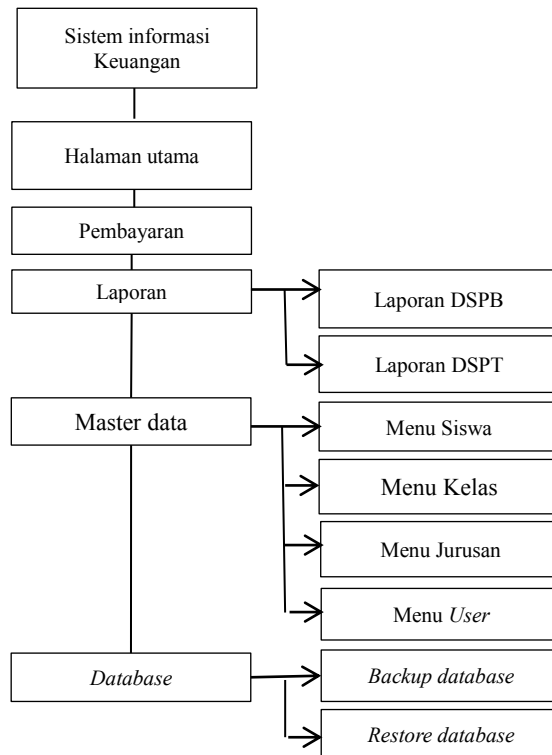 Sistem informasi
Keuangan
Halaman utama
Pembayaran
Laporan
Laporan DSPB
Laporan DSPT
Master data
Menu Siswa
Menu Kelas
Menu Jurusan
Menu User
Database
Backup database
Restore database